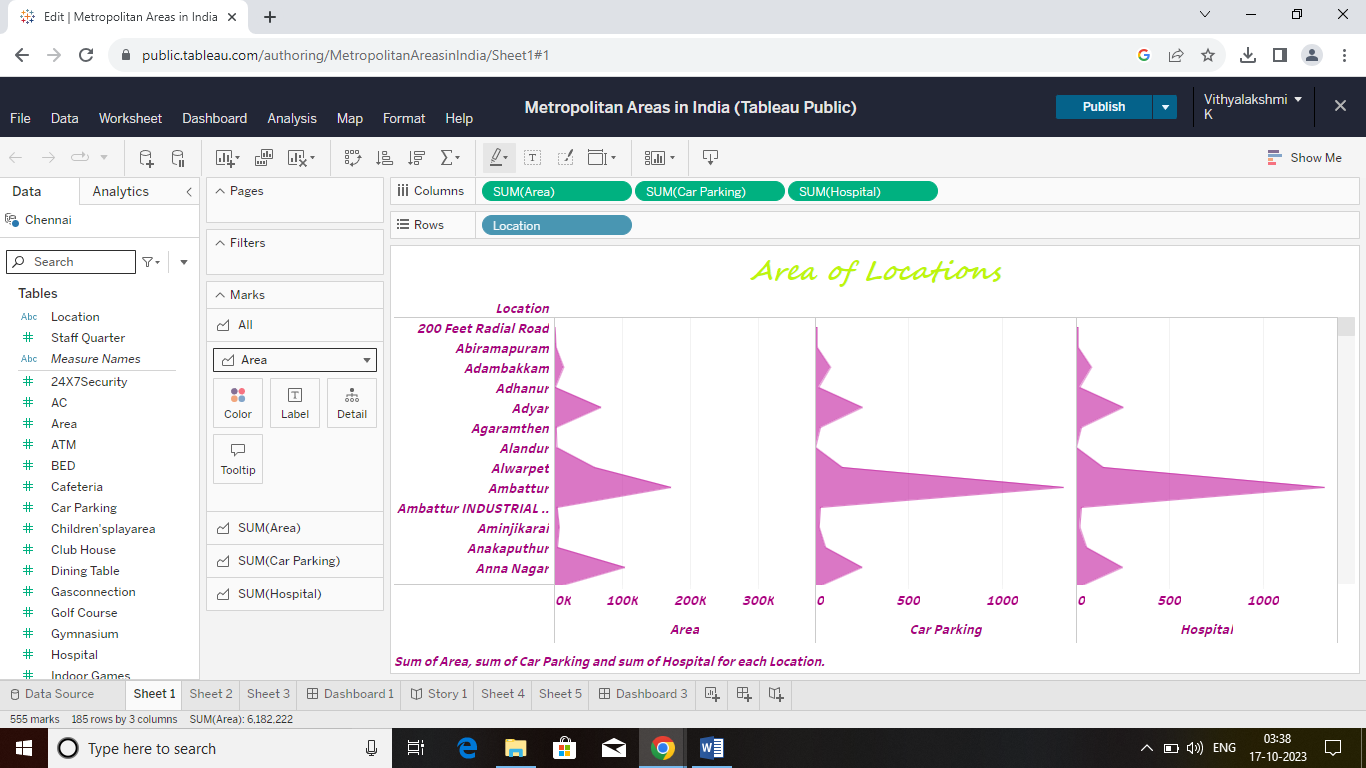 Edit | Metropolitan Areas in India
public.tableau.com/authoring/MetropolitanAreasinIndia/Sheet1#1
Metropolitan Areas in India (Tableau Public)
Publish
Vithyalakshmi
K
File Data Worksheet Dashboard Analysis Map Format Help
Show Me
Data Analytics
Pages
Columns SUM(Area) SUM(Car Parking) SUM(Hospital)
Chennai
Rows Location
Filters
Search
Area of Locations
Tables
Marks
Abc Location
All
Staff Quarter
Abc Measure Names
Area
24X7Security
AC
Color Label Detail
Area
ATM
BED
Tooltip
Cafeteria
Car Parking
Children'splayarea
SUM(Area)
Club House
SUM(Car Parking)
Dining Table
Gasconnection
SUM(Hospital)
Golf Course
Gymnasium
Hospital
Indoor Games
Location
200 Feet Radial Road
Abiramapuram
Adambakkam
Adhanur
Adyar
Agaramthen
Alandur
Alwarpet
Ambattur
Ambattur INDUSTRIAL ..
Aminjikarai
Anakaputhur
Anna Nagar
0K 100K 200K 300K 0 500 1000 0 500 1000
Area Car Parking Hospital
Sum of Area, sum of Car Parking and sum of Hospital for each Location.
Data Source Sheet 1 Sheet 2 Sheet 3 Dashboard 1 Story 1 Sheet 4 Sheet 5 Dashboard 3
555 marks 185 rows by 3 columns SUM(Area): 6,182,222
Type here to search
ENG
03:38
17-10-2023